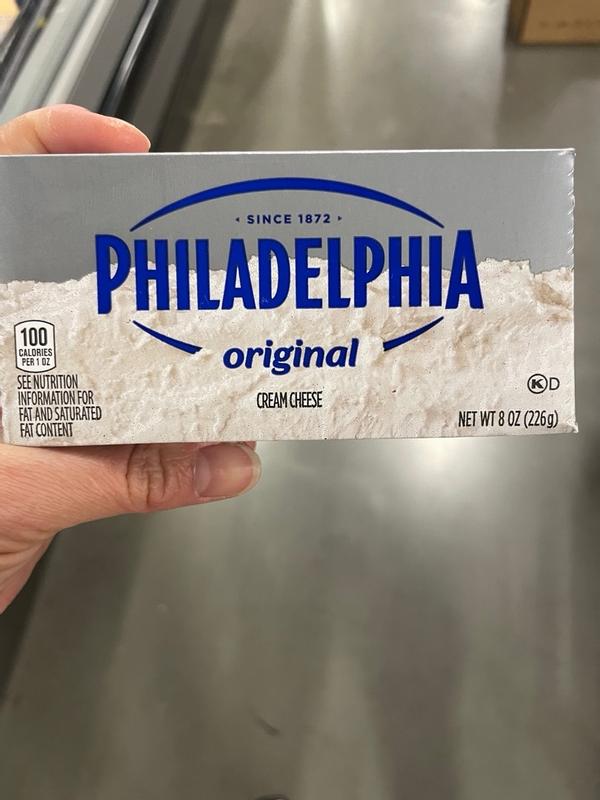 SINCE 1872
PHILADELPHIA
original
CREAM CHEESE
100
CALORIES
PER 1 OZ
SEE NUTRITION
INFORMATION FOR
FAT AND SATURATED
FAT CONTENT
K D
NET WT 8 OZ (226g)